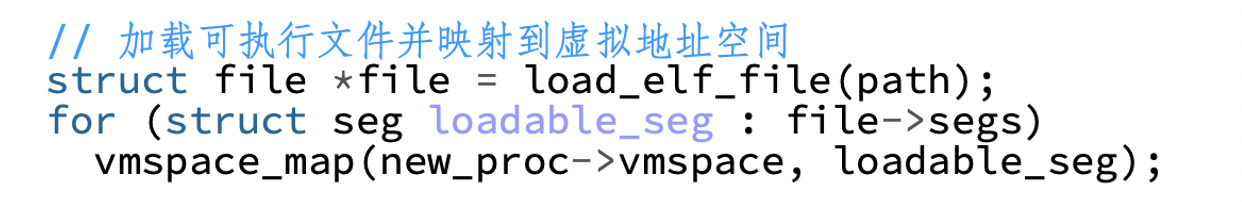 // 加载可执行文件并映射到虚拟地址空间
struct file *file = load_elf_file(path);
for (struct seg loadable_seg : file->segs)
  vmspace_map(new_proc->vmspace, loadable_seg);